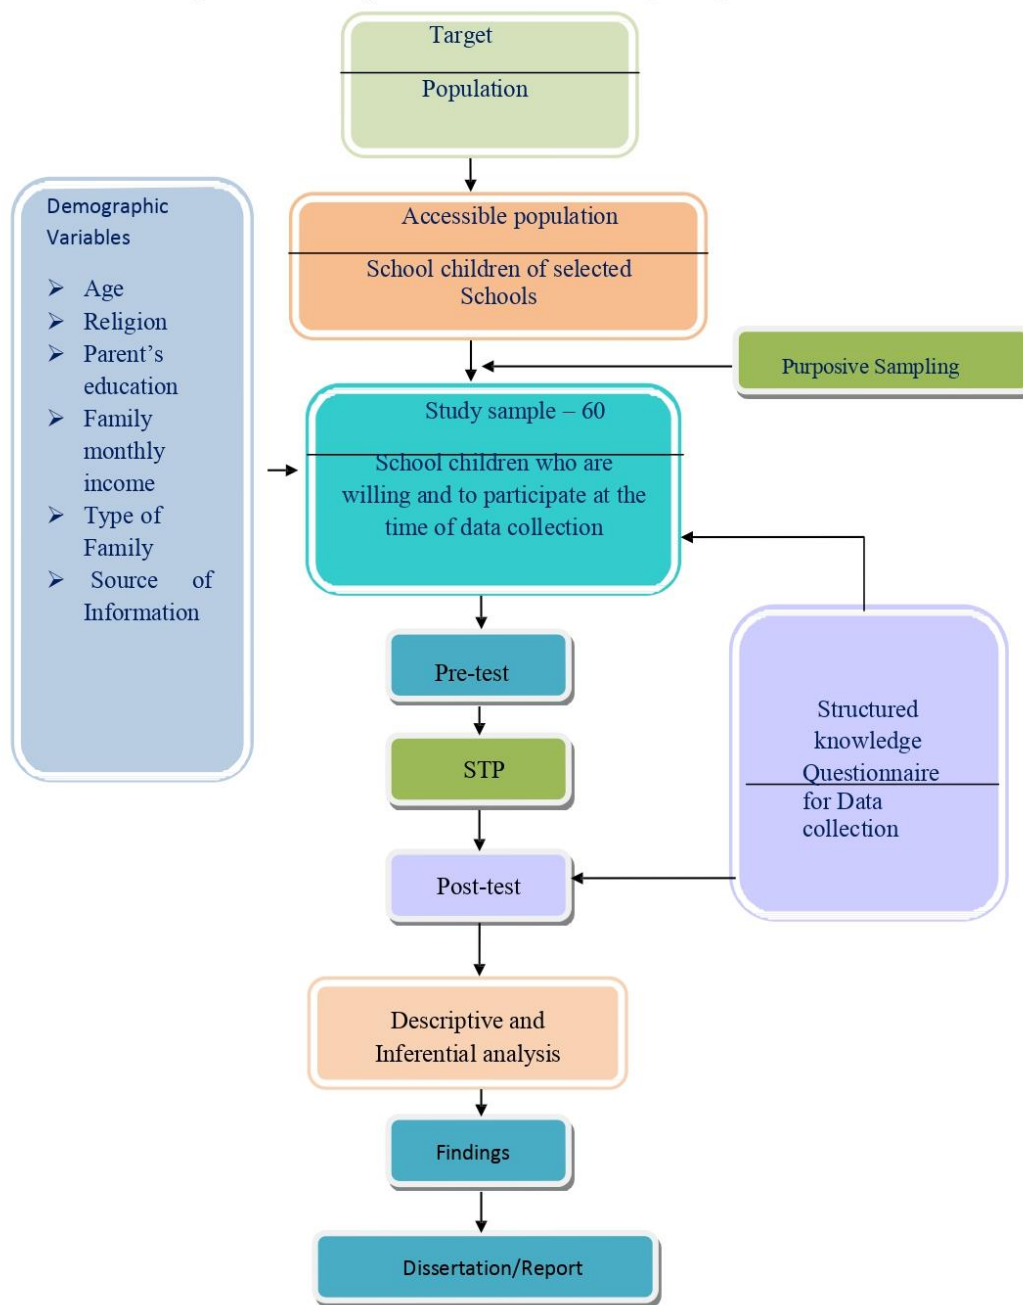 Target
Population
Accessible population
School children of selected
Schools
Demographic
Variables
➢ Age
➢ Religion
➢ Parent's
education
➢ Family
monthly
income
➢ Type of
Family
➢ Source of
Information
Purposive Sampling
Study sample – 60
School children who are
willing and to participate at the
time of data collection
Pre-test
STP
Structured
knowledge
Questionnaire
for Data
collection
Post-test
Descriptive and
Inferential analysis
Findings
Dissertation/Report